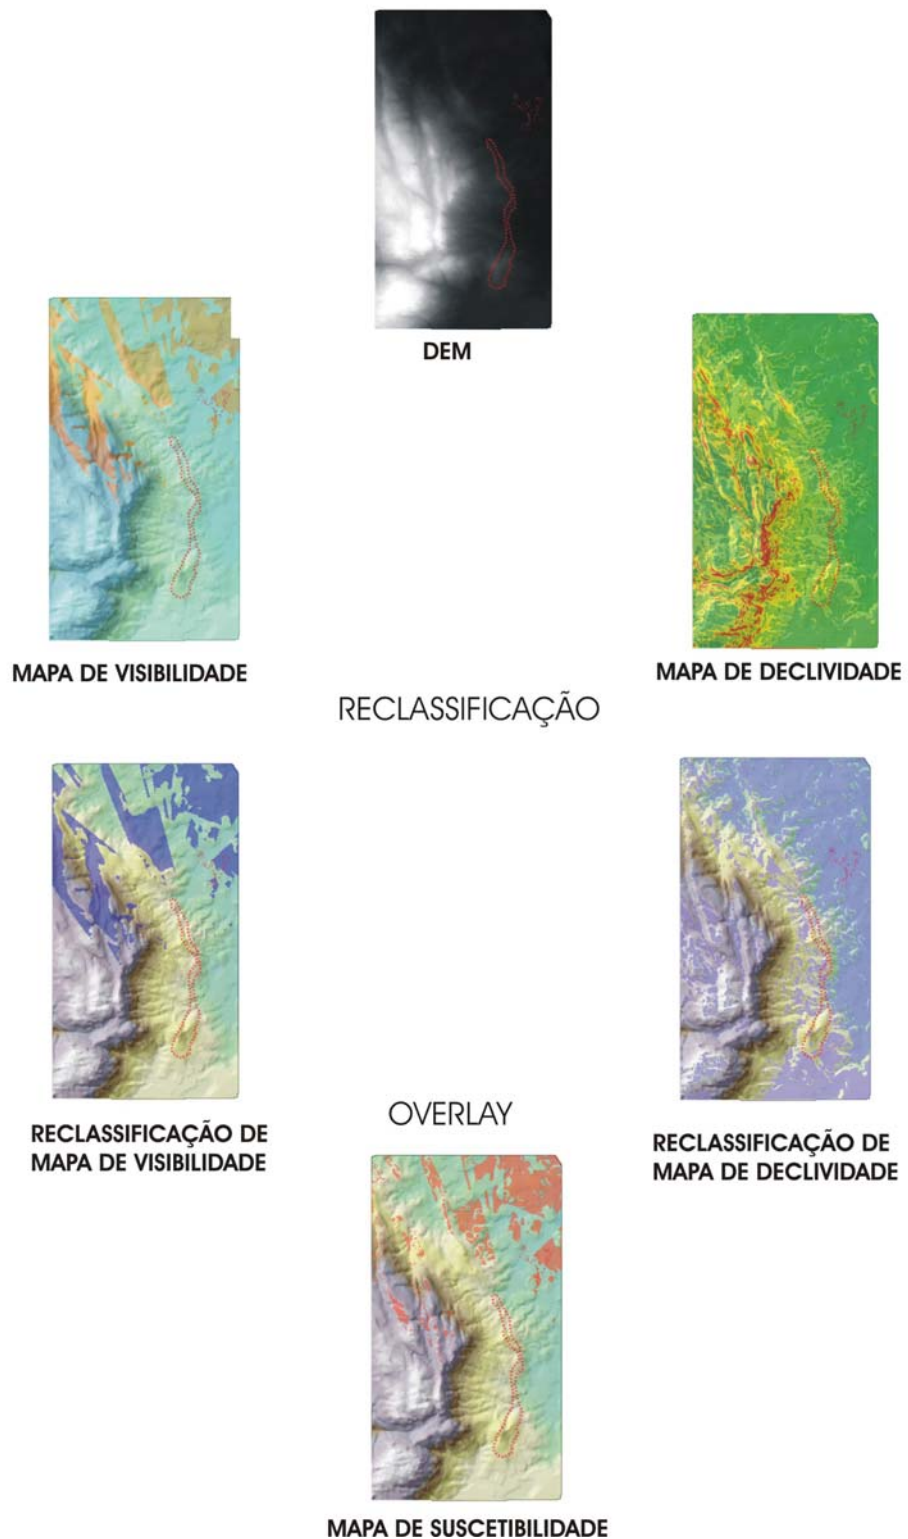 DEM
MAPA DE VISIBILIDADE
MAPA DE DECLIVIDADE
RECLASSIFICAÇÃO
RECLASSIFICAÇÃO DE
MAPA DE VISIBILIDADE
RECLASSIFICAÇÃO DE
MAPA DE DECLIVIDADE
OVERLAY
MAPA DE SUSCETIBILIDADE